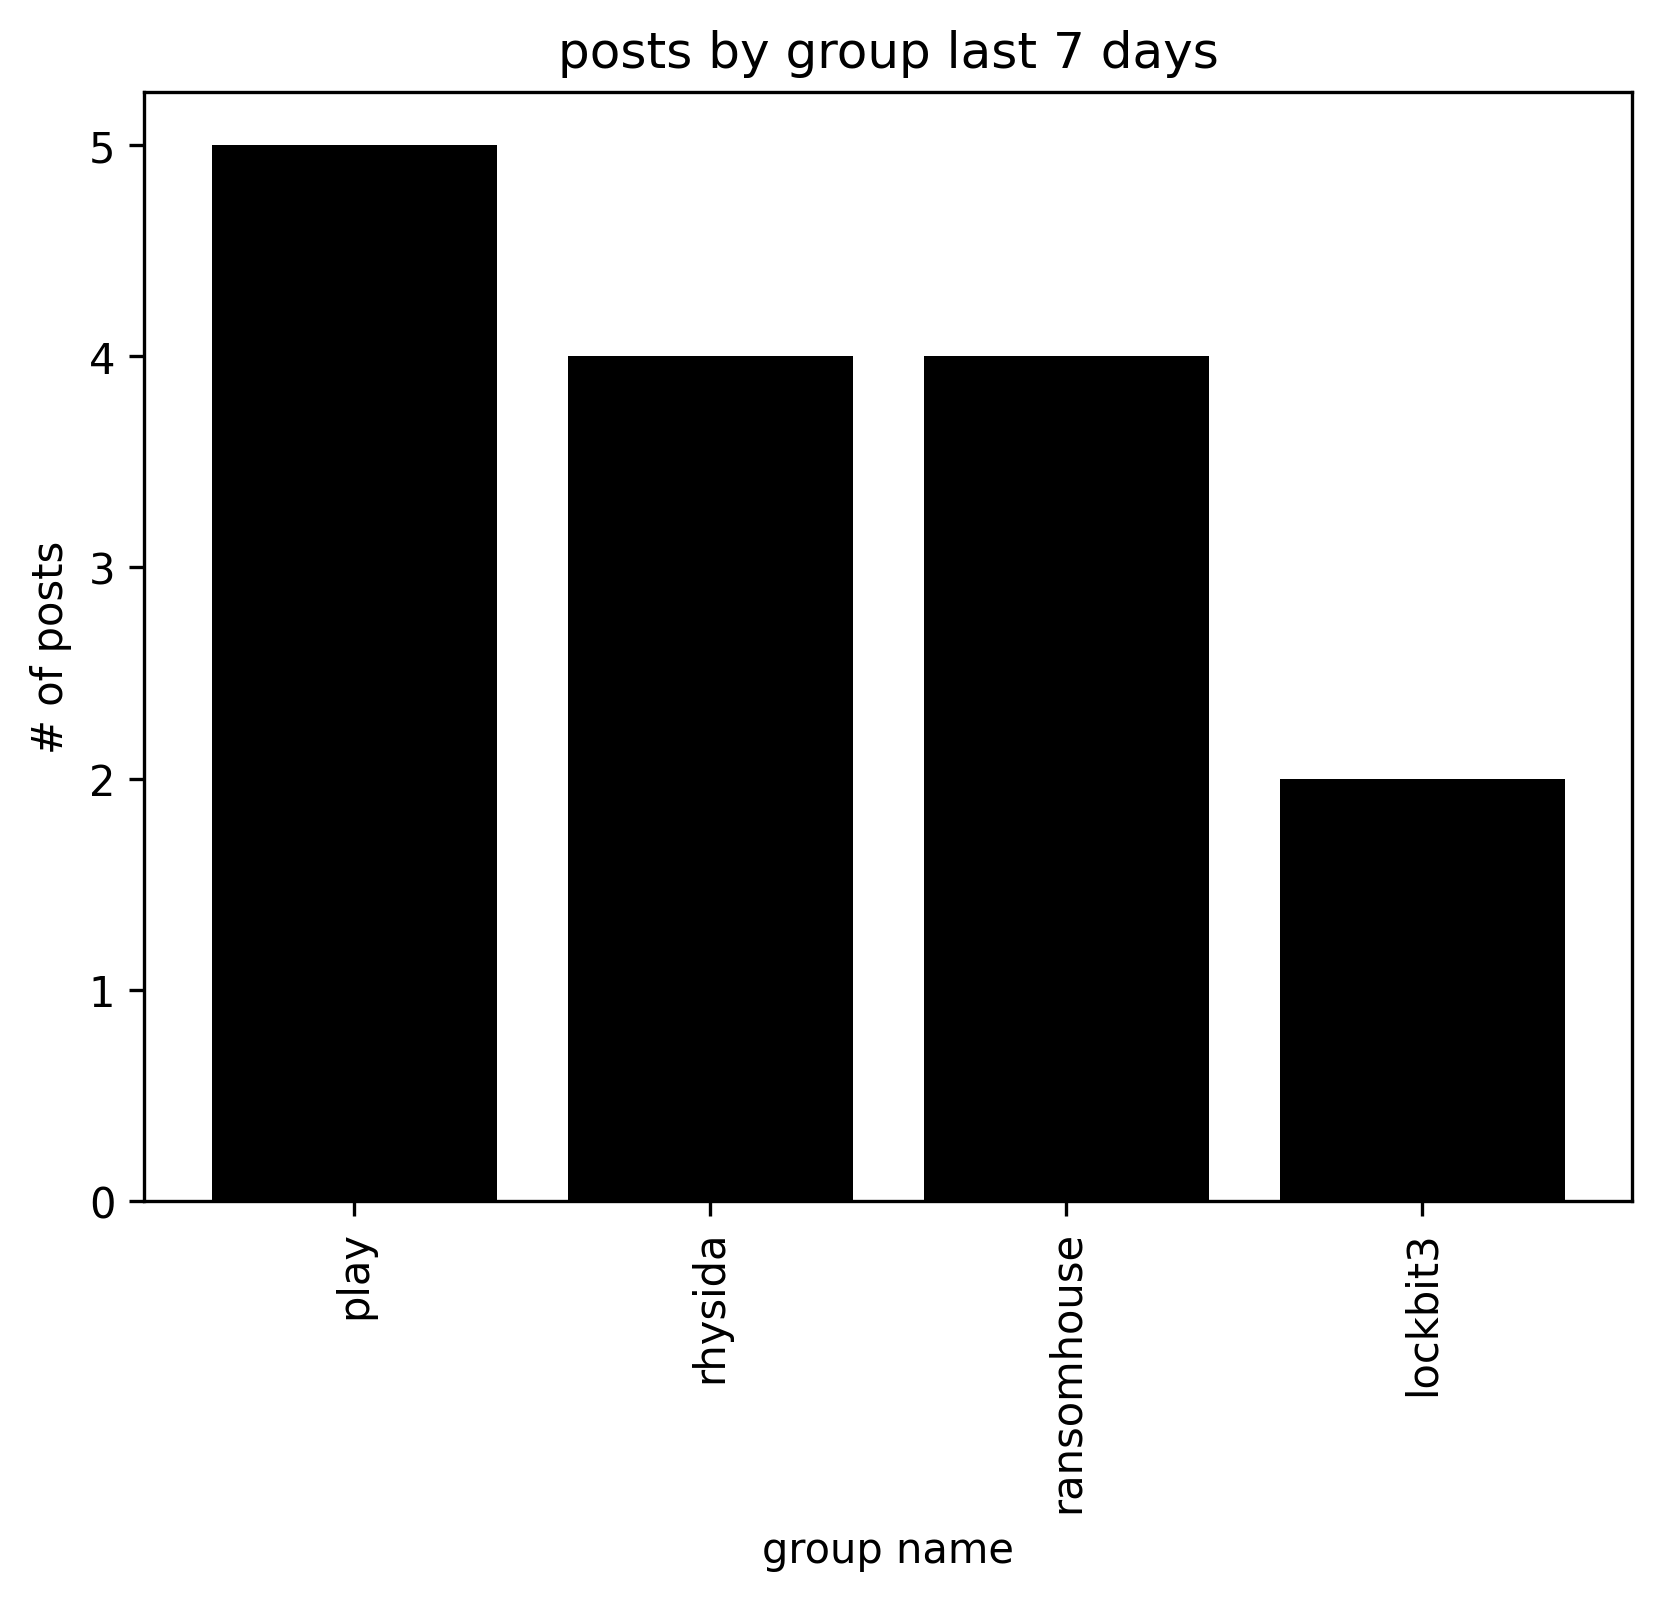 posts by group last 7 days
5
4
3
2
1
0
# of posts
play
rhysida
ransomhouse
lockbit3
group name